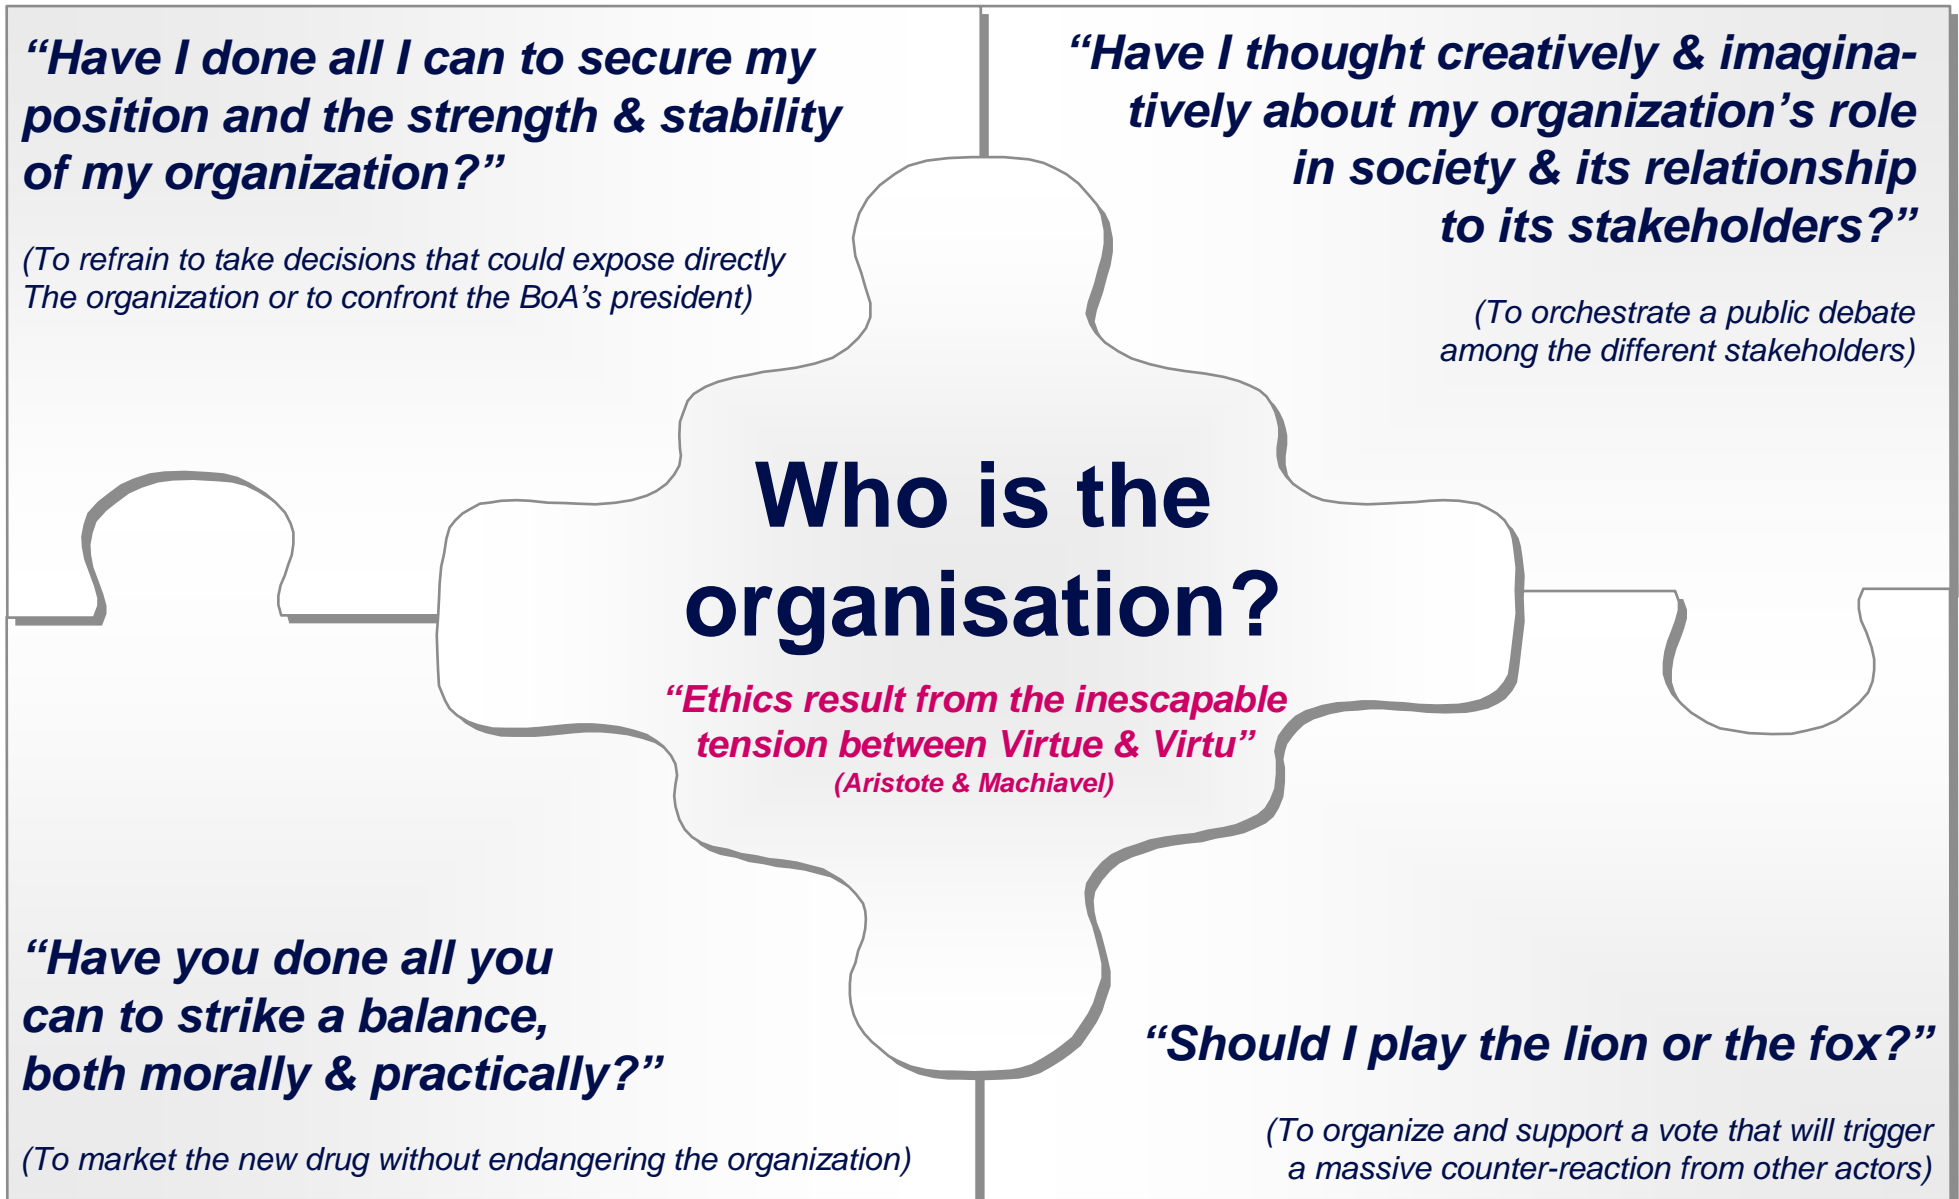 “Have I done all I can to secure my
position and the strength & stability
of my organization?”
(To refrain to take decisions that could expose directly
The organization or to confront the BoA’s president)
“Have I thought creatively & imagina-
tively about my organization’s role
in society & its relationship
to its stakeholders?”
(To orchestrate a public debate
among the different stakeholders)
Who is the
organisation?
“Ethics result from the inescapable
tension between Virtue & Virtu”
(Aristote & Machiavel)
“Have you done all you
can to strike a balance,
both morally & practically?”
(To market the new drug without endangering the organization)
“Should I play the lion or the fox?”
(To organize and support a vote that will trigger
a massive counter-reaction from other actors)